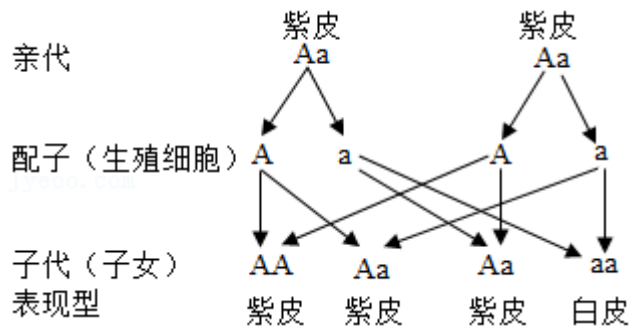 紫皮 紫皮
亲代 Aa Aa
配子（生殖细胞） A a A a
子代（子女） AA Aa Aa aa
表现型 紫皮 紫皮 紫皮 白皮